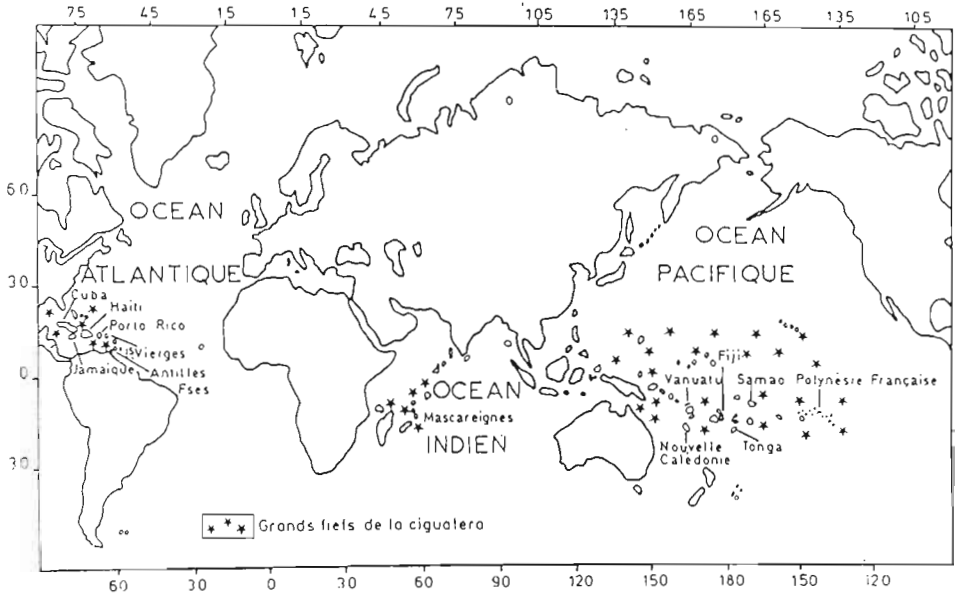 75 45 15 15 45 75 105 135 165 165 135 105
60
OCEAN
OCEAN
ATLANTIQUE
PACIFIQUE
30
Cuba
Haiti
Porto Rico
Vierges
Jamaique
Antilles
Fses
0
OCEAN
INDIEN
Mascareignes
Fiji
Vanuatu
Samao
Polynésie Française
Nouvelle
Calédonie
Tonga
30
Grands fiefs de la ciguatera
60 30 0 30 60 90 120 150 180 150 120